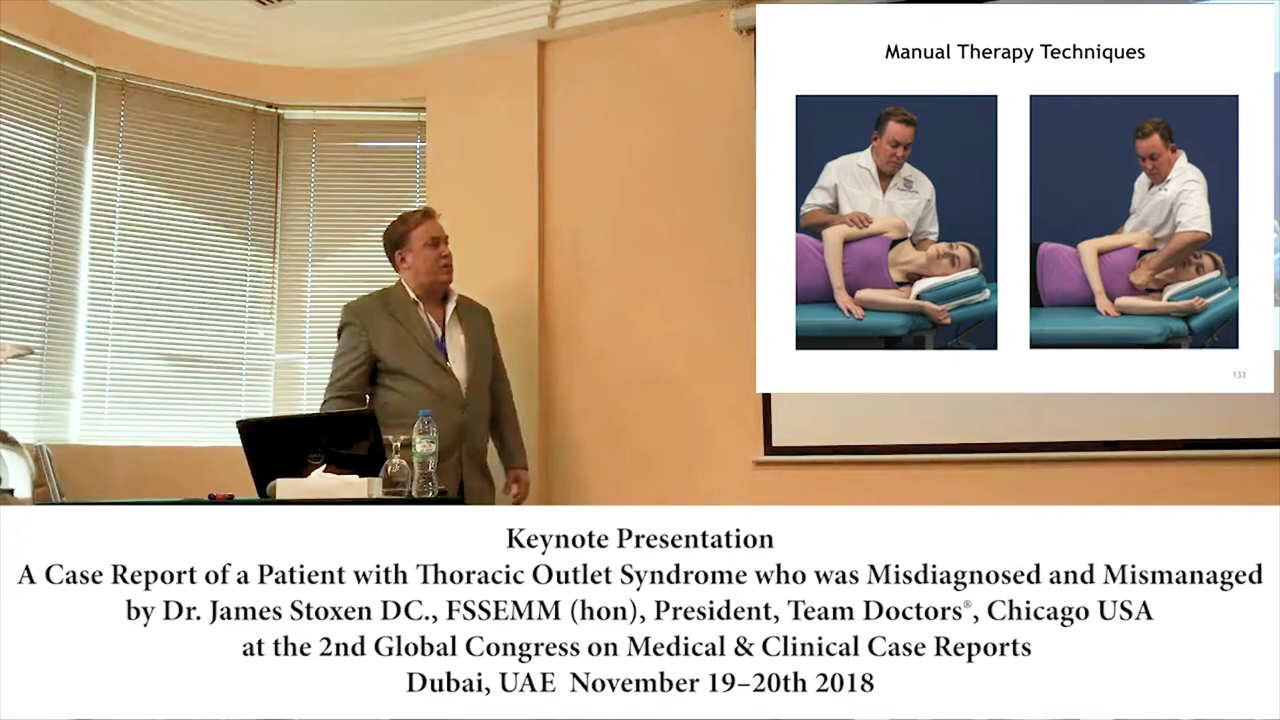 Manual Therapy Techniques
133
Keynote Presentation
A Case Report of a Patient with Thoracic Outlet Syndrome who was Misdiagnosed and Mismanaged
by Dr. James Stoxen DC., FSSEMM (hon), President, Team Doctors®, Chicago USA
at the 2nd Global Congress on Medical & Clinical Case Reports
Dubai, UAE November 19–20th 2018